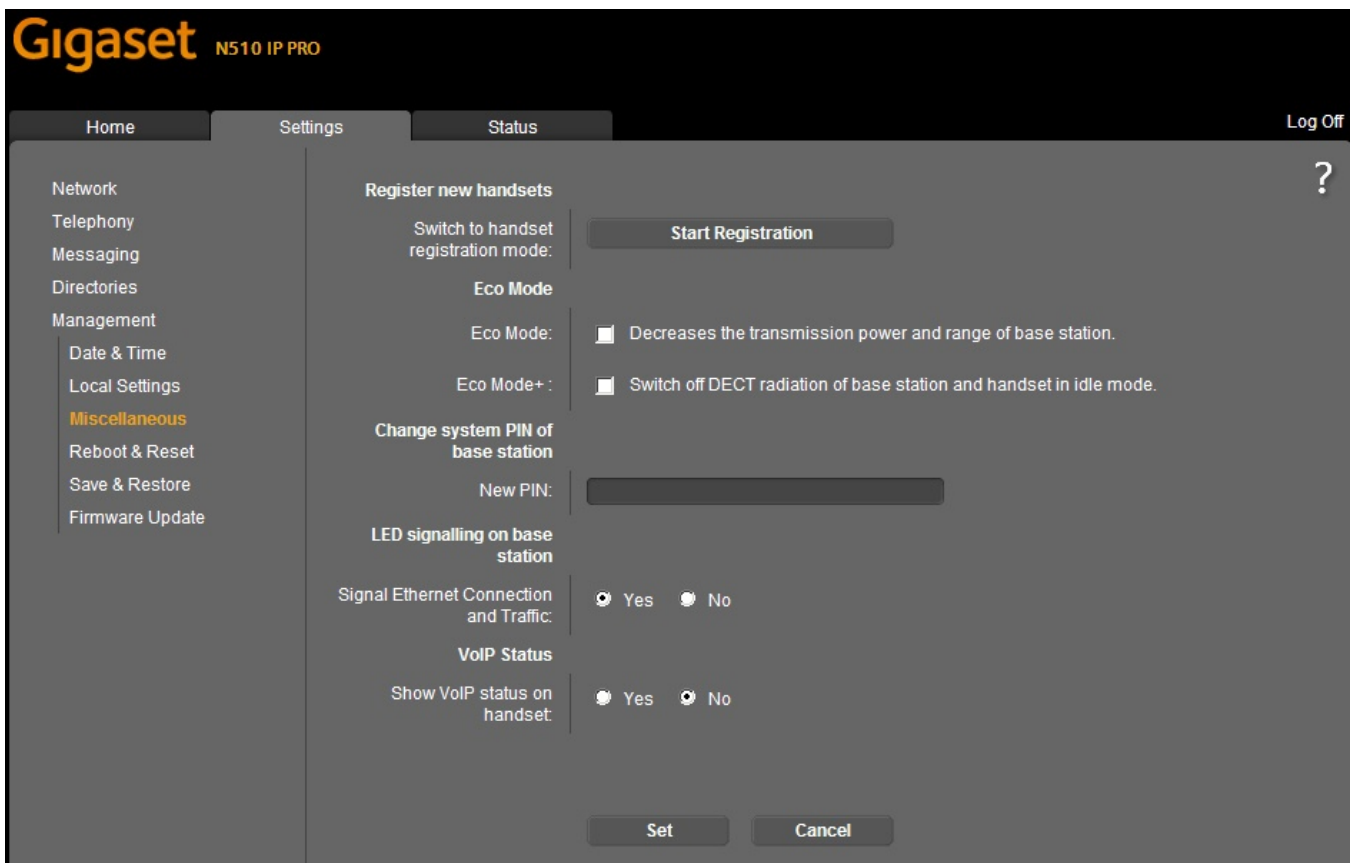 Gigaset N510 IP PRO
Home Settings Status Log Off
?
Network
Telephony
Messaging
Directories
Management
Date & Time
Local Settings
Miscellaneous
Reboot & Reset
Save & Restore
Firmware Update
Register new handsets
Switch to handset
registration mode:
Start Registration
Eco Mode
Eco Mode: Decreases the transmission power and range of base station.
Eco Mode+ : Switch off DECT radiation of base station and handset in idle mode.
Change system PIN of
base station
New PIN:
LED signalling on base
station
Signal Ethernet Connection
and Traffic:
Yes No
VoIP Status
Show VoIP status on
handset:
Yes No
Set Cancel